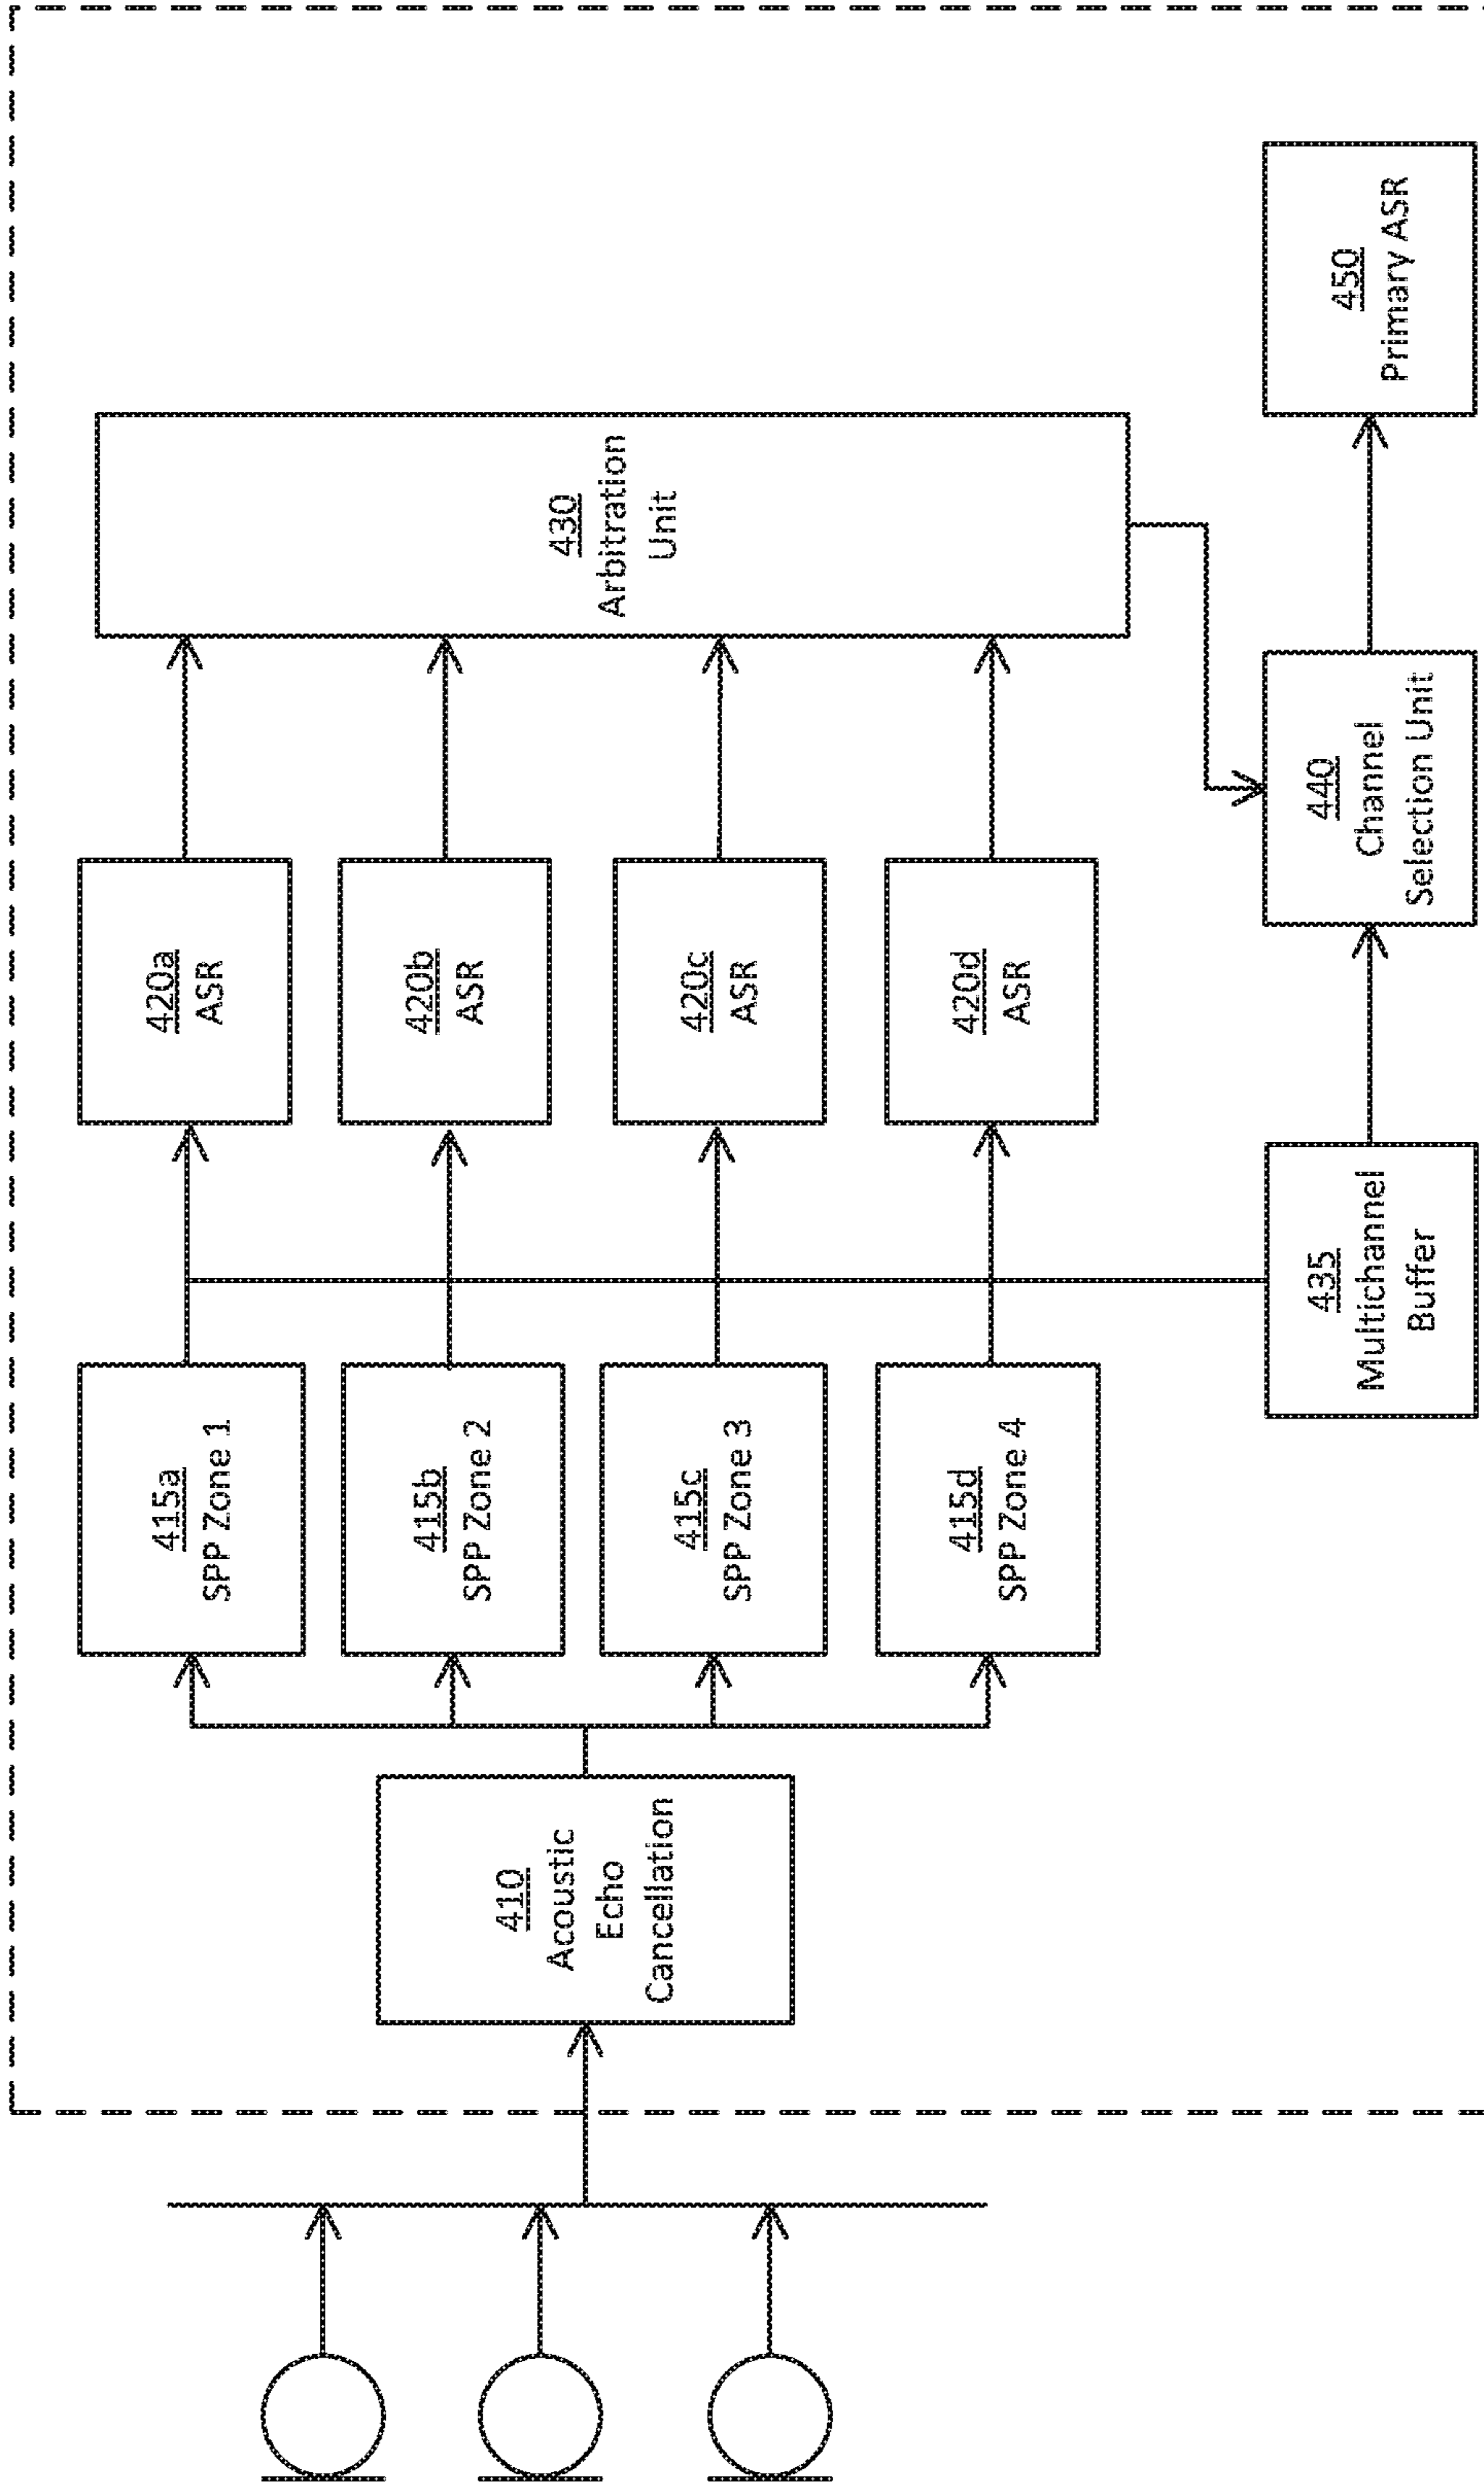 410
Acoustic
Echo
Cancellation
415a
SPP Zone 1
415b
SPP Zone 2
415c
SPP Zone 3
415d
SPP Zone 4
420a
ASR
420b
ASR
420c
ASR
420d
ASR
430
Arbitration
Unit
435
Multichannel
Buffer
440
Channel
Selection Unit
450
Primary ASR